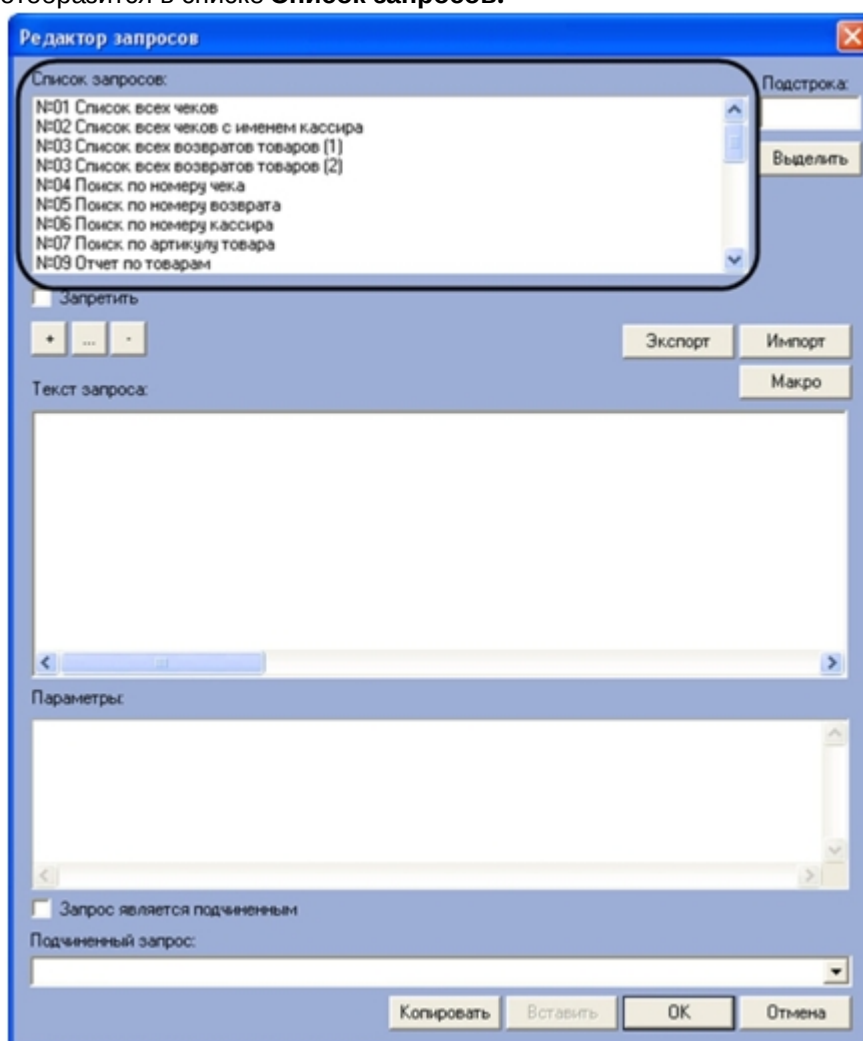 отобразится в списке Список запросов.
Редактор запросов
Список запросов:
Подстрока:
№01 Список всех чеков
№02 Список всех чеков с именем кассира
№03 Список всех возвратов товаров (1)
№03 Список всех возвратов товаров (2)
№04 Поиск по номеру чека
№05 Поиск по номеру возврата
№06 Поиск по номеру кассира
№07 Поиск по артикулу товара
№09 Отчет по товарам
Выделить
Запретить
+ ... -
Экспорт Импорт
Макро
Текст запроса:
Параметры:
Запрос является подчиненным
Подчиненный запрос:
Копировать Вставить OK Отмена